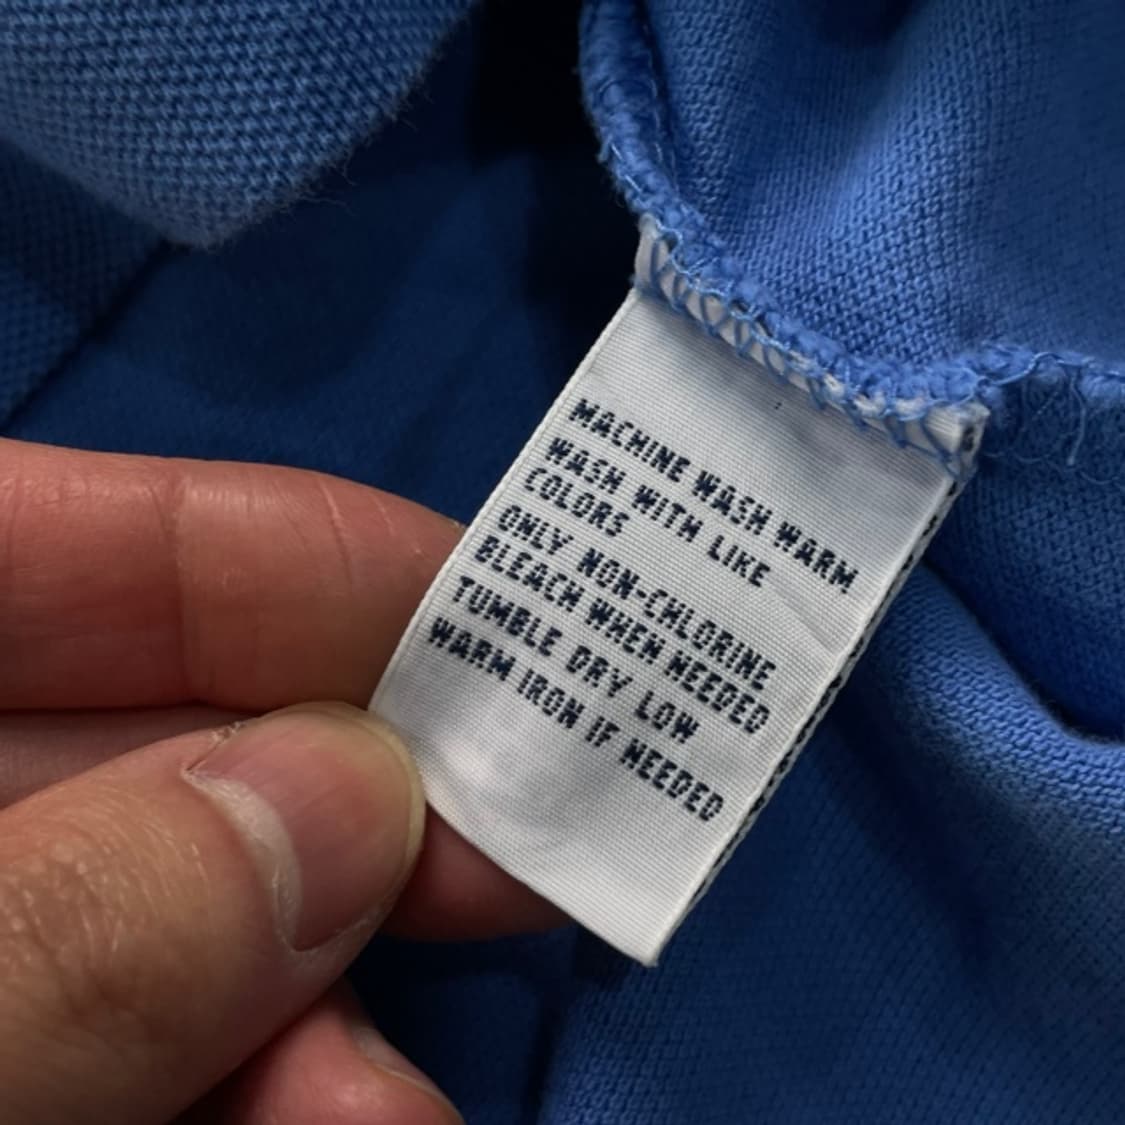 MACHINE WASH WARM
WASH WITH LIKE
COLORS
ONLY NON-CHLORINE
BLEACH WHEN NEEDED
TUMBLE DRY LOW
WARM IRON IF NEEDED